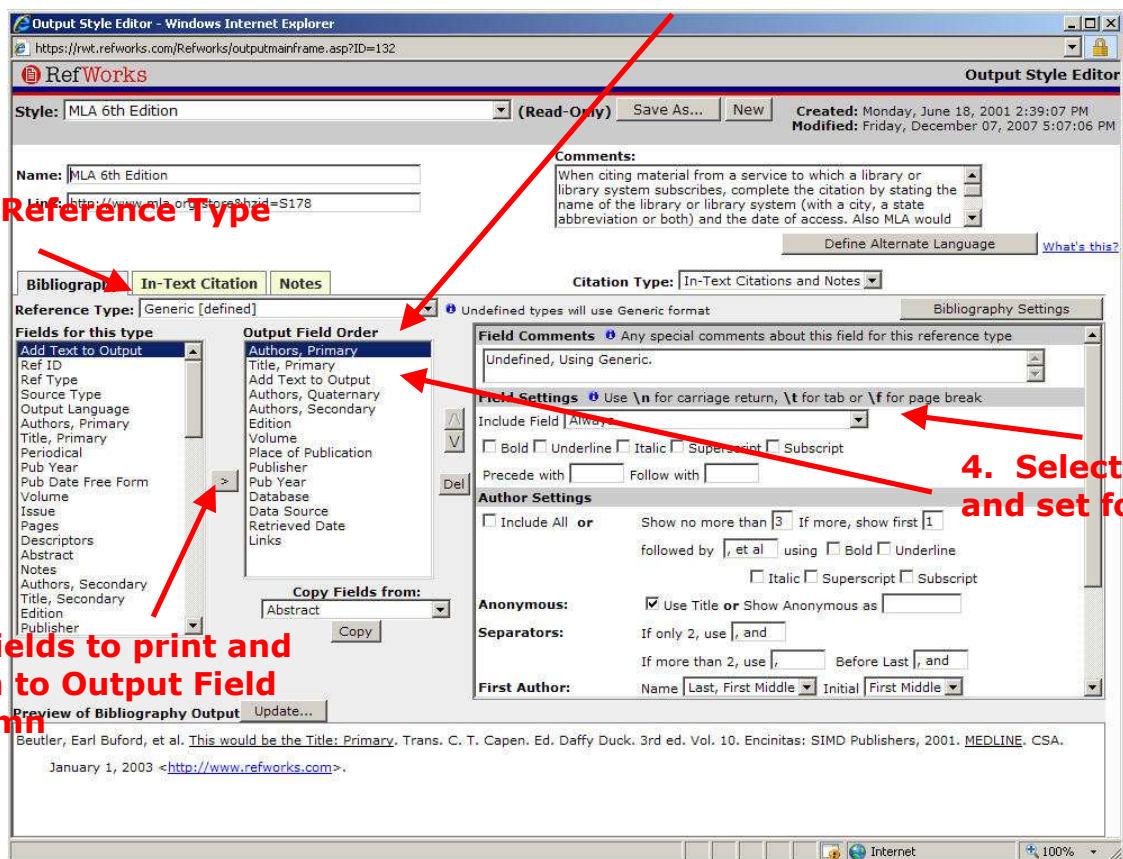 Output Style Editor - Windows Internet Explorer
https://rwt.refworks.com/Refworks/outputmainframe.asp?ID=132
RefWorks
Output Style Editor
Style: MLA 6th Edition (Read-Only) Save As... New
Created: Monday, June 18, 2001 2:39:07 PM
Modified: Friday, December 07, 2007 5:07:06 PM
Name: MLA 6th Edition
Link: http://www.mla.org/store&hzid=S178
Comments:
When citing material from a service to which a library or
library system subscribes, complete the citation by stating the
name of the library or library system (with a city, a state
abbreviation or both) and the date of access. Also MLA would
Reference Type
Define Alternate Language What's this?
Bibliography In-Text Citation Notes
Citation Type: In-Text Citations and Notes
Reference Type: Generic [defined] Undefined types will use Generic format Bibliography Settings
Fields for this type
Add Text to Output
Ref ID
Ref Type
Source Type
Output Language
Authors, Primary
Title, Primary
Periodical
Pub Year
Pub Date Free Form
Volume
Issue
Pages
Descriptors
Abstract
Notes
Authors, Secondary
Title, Secondary
Edition
Publisher
>
Output Field Order
Authors, Primary
Title, Primary
Add Text to Output
Authors, Quaternary
Authors, Secondary
Edition
Volume
Place of Publication
Publisher
Pub Year
Database
Data Source
Retrieved Date
Links
Λ
V
Del
Copy Fields from:
Abstract
Copy
Field Comments Any special comments about this field for this reference type
Undefined, Using Generic.
Field Settings Use \n for carriage return, \t for tab or \f for page break
Include Field Always
Bold Underline Italic Superscript Subscript
Precede with Follow with
4. Select
and set fo
Author Settings
Include All or Show no more than 3 If more, show first 1
followed by , et al using Bold Underline
Italic Superscript Subscript
Anonymous: Use Title or Show Anonymous as
Separators: If only 2, use , and
If more than 2, use , Before Last , and
First Author: Name Last, First Middle Initial First Middle
ields to print and
to Output Field
mn
Preview of Bibliography Output Update...
Beutler, Earl Buford, et al. This would be the Title: Primary. Trans. C. T. Capen. Ed. Daffy Duck. 3rd ed. Vol. 10. Encinitas: SIMD Publishers, 2001. MEDLINE. CSA.
January 1, 2003 <http://www.refworks.com>.
Internet 100%